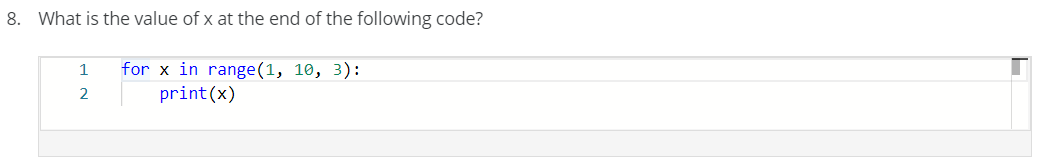 8. What is the value of x at the end of the following code?
1 for x in range(1, 10, 3):
2     print(x)